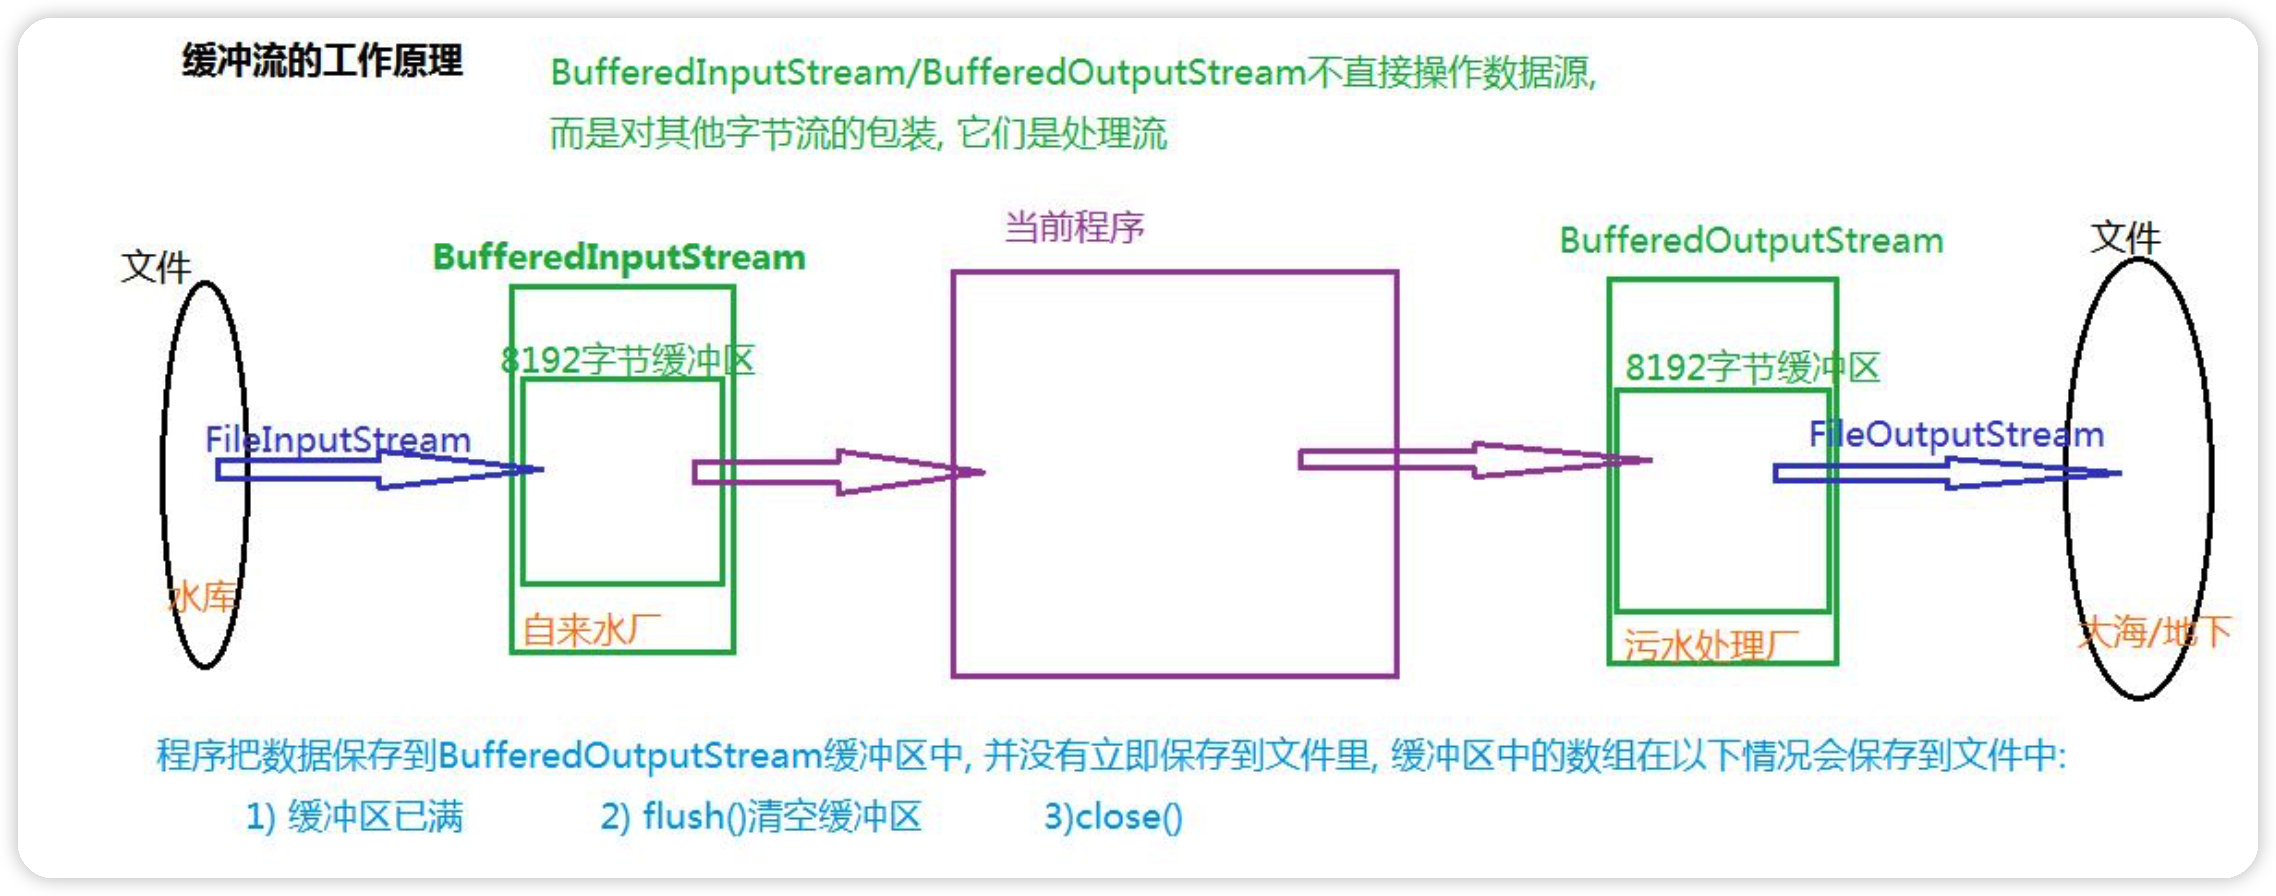 缓冲流的工作原理
BufferedInputStream/BufferedOutputStream不直接操作数据源,
而是对其他字节流的包装, 它们是处理流
当前程序
文件
BufferedInputStream
BufferedOutputStream
文件
8192字节缓冲区
8192字节缓冲区
FileInputStream
FileOutputStream
水库
自来水厂
污水处理厂
大海/地下
程序把数据保存到BufferedOutputStream缓冲区中, 并没有立即保存到文件里, 缓冲区中的数组在以下情况会保存到文件中:
1) 缓冲区已满 2) flush()清空缓冲区 3)close()